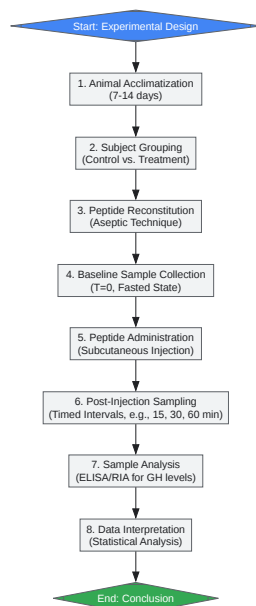 Start: Experimental Design
1. Animal Acclimatization
(7-14 days)
2. Subject Grouping
(Control vs. Treatment)
3. Peptide Reconstitution
(Aseptic Technique)
4. Baseline Sample Collection
(T=0, Fasted State)
5. Peptide Administration
(Subcutaneous Injection)
6. Post-Injection Sampling
(Timed Intervals, e.g., 15, 30, 60 min)
7. Sample Analysis
(ELISA/RIA for GH levels)
8. Data Interpretation
(Statistical Analysis)
End: Conclusion